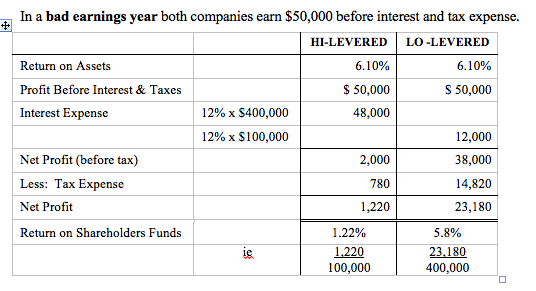 In a bad earnings year both companies earn $50,000 before interest and tax expense.
HI-LEVERED LO -LEVERED
Return on Assets 6.10% 6.10%
Profit Before Interest & Taxes $ 50,000 $ 50,000
Interest Expense 12% x $400,000 48,000
12% x $100,000 12,000
Net Profit (before tax) 2,000 38,000
Less: Tax Expense 780 14,820
Net Profit 1,220 23,180
Return on Shareholders Funds 1.22% 5.8%
ie 1,220 23,180
100,000 400,000